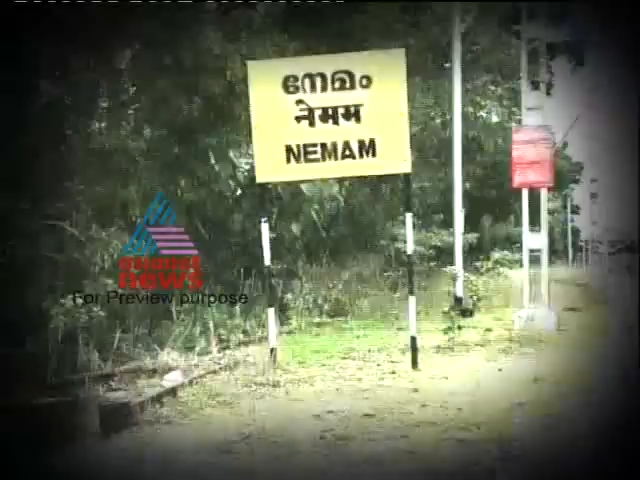 നേമം
नेमम
NEMAM
asianet
news
For Preview purpose